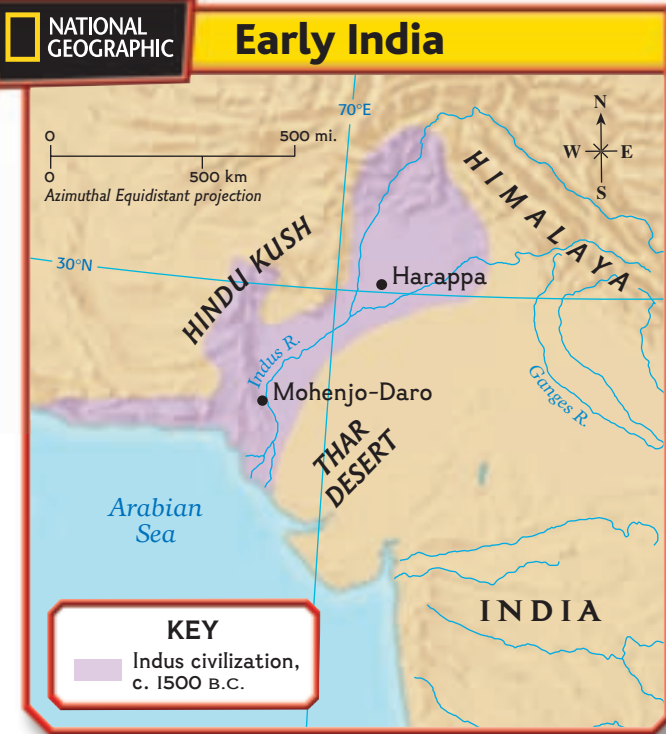 NATIONAL
GEOGRAPHIC
Early India
70°E
0 500 mi.
0 500 km
Azimuthal Equidistant projection
N
W E
S
HIMALAYA
HINDU KUSH
30°N
Harappa
Indus R.
Mohenjo-Daro
Ganges R.
THAR
DESERT
Arabian
Sea
INDIA
KEY
Indus civilization,
c. 1500 B.C.